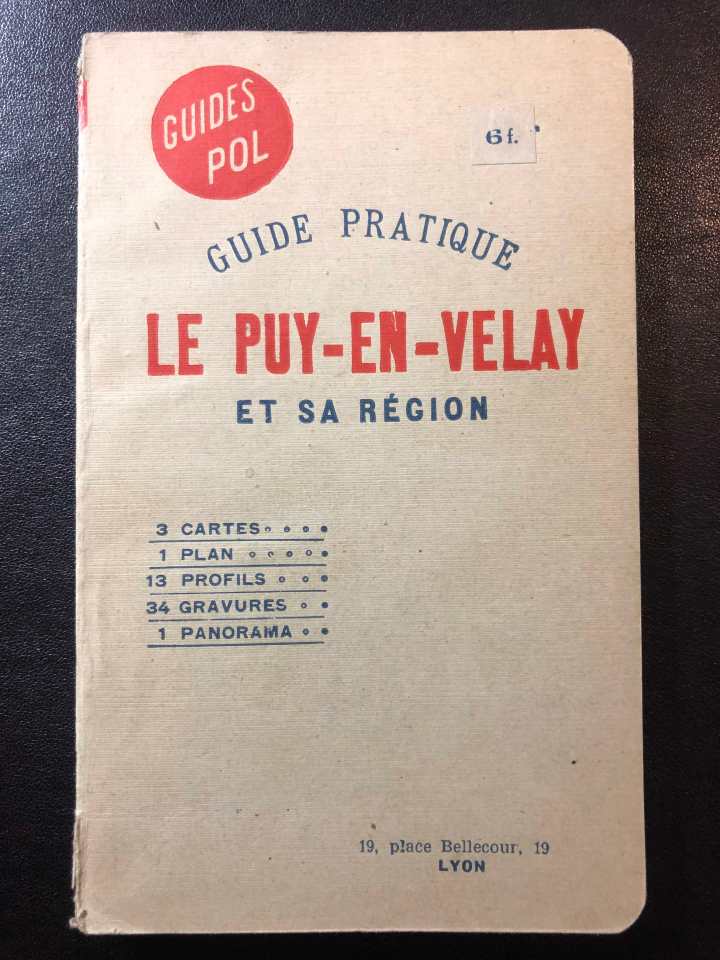 GUIDES
POL
6 f.
GUIDE PRATIQUE
LE PUY-EN-VELAY
ET SA RÉGION
3 CARTES
1 PLAN
13 PROFILS
34 GRAVURES
1 PANORAMA
19, place Bellecour, 19
LYON